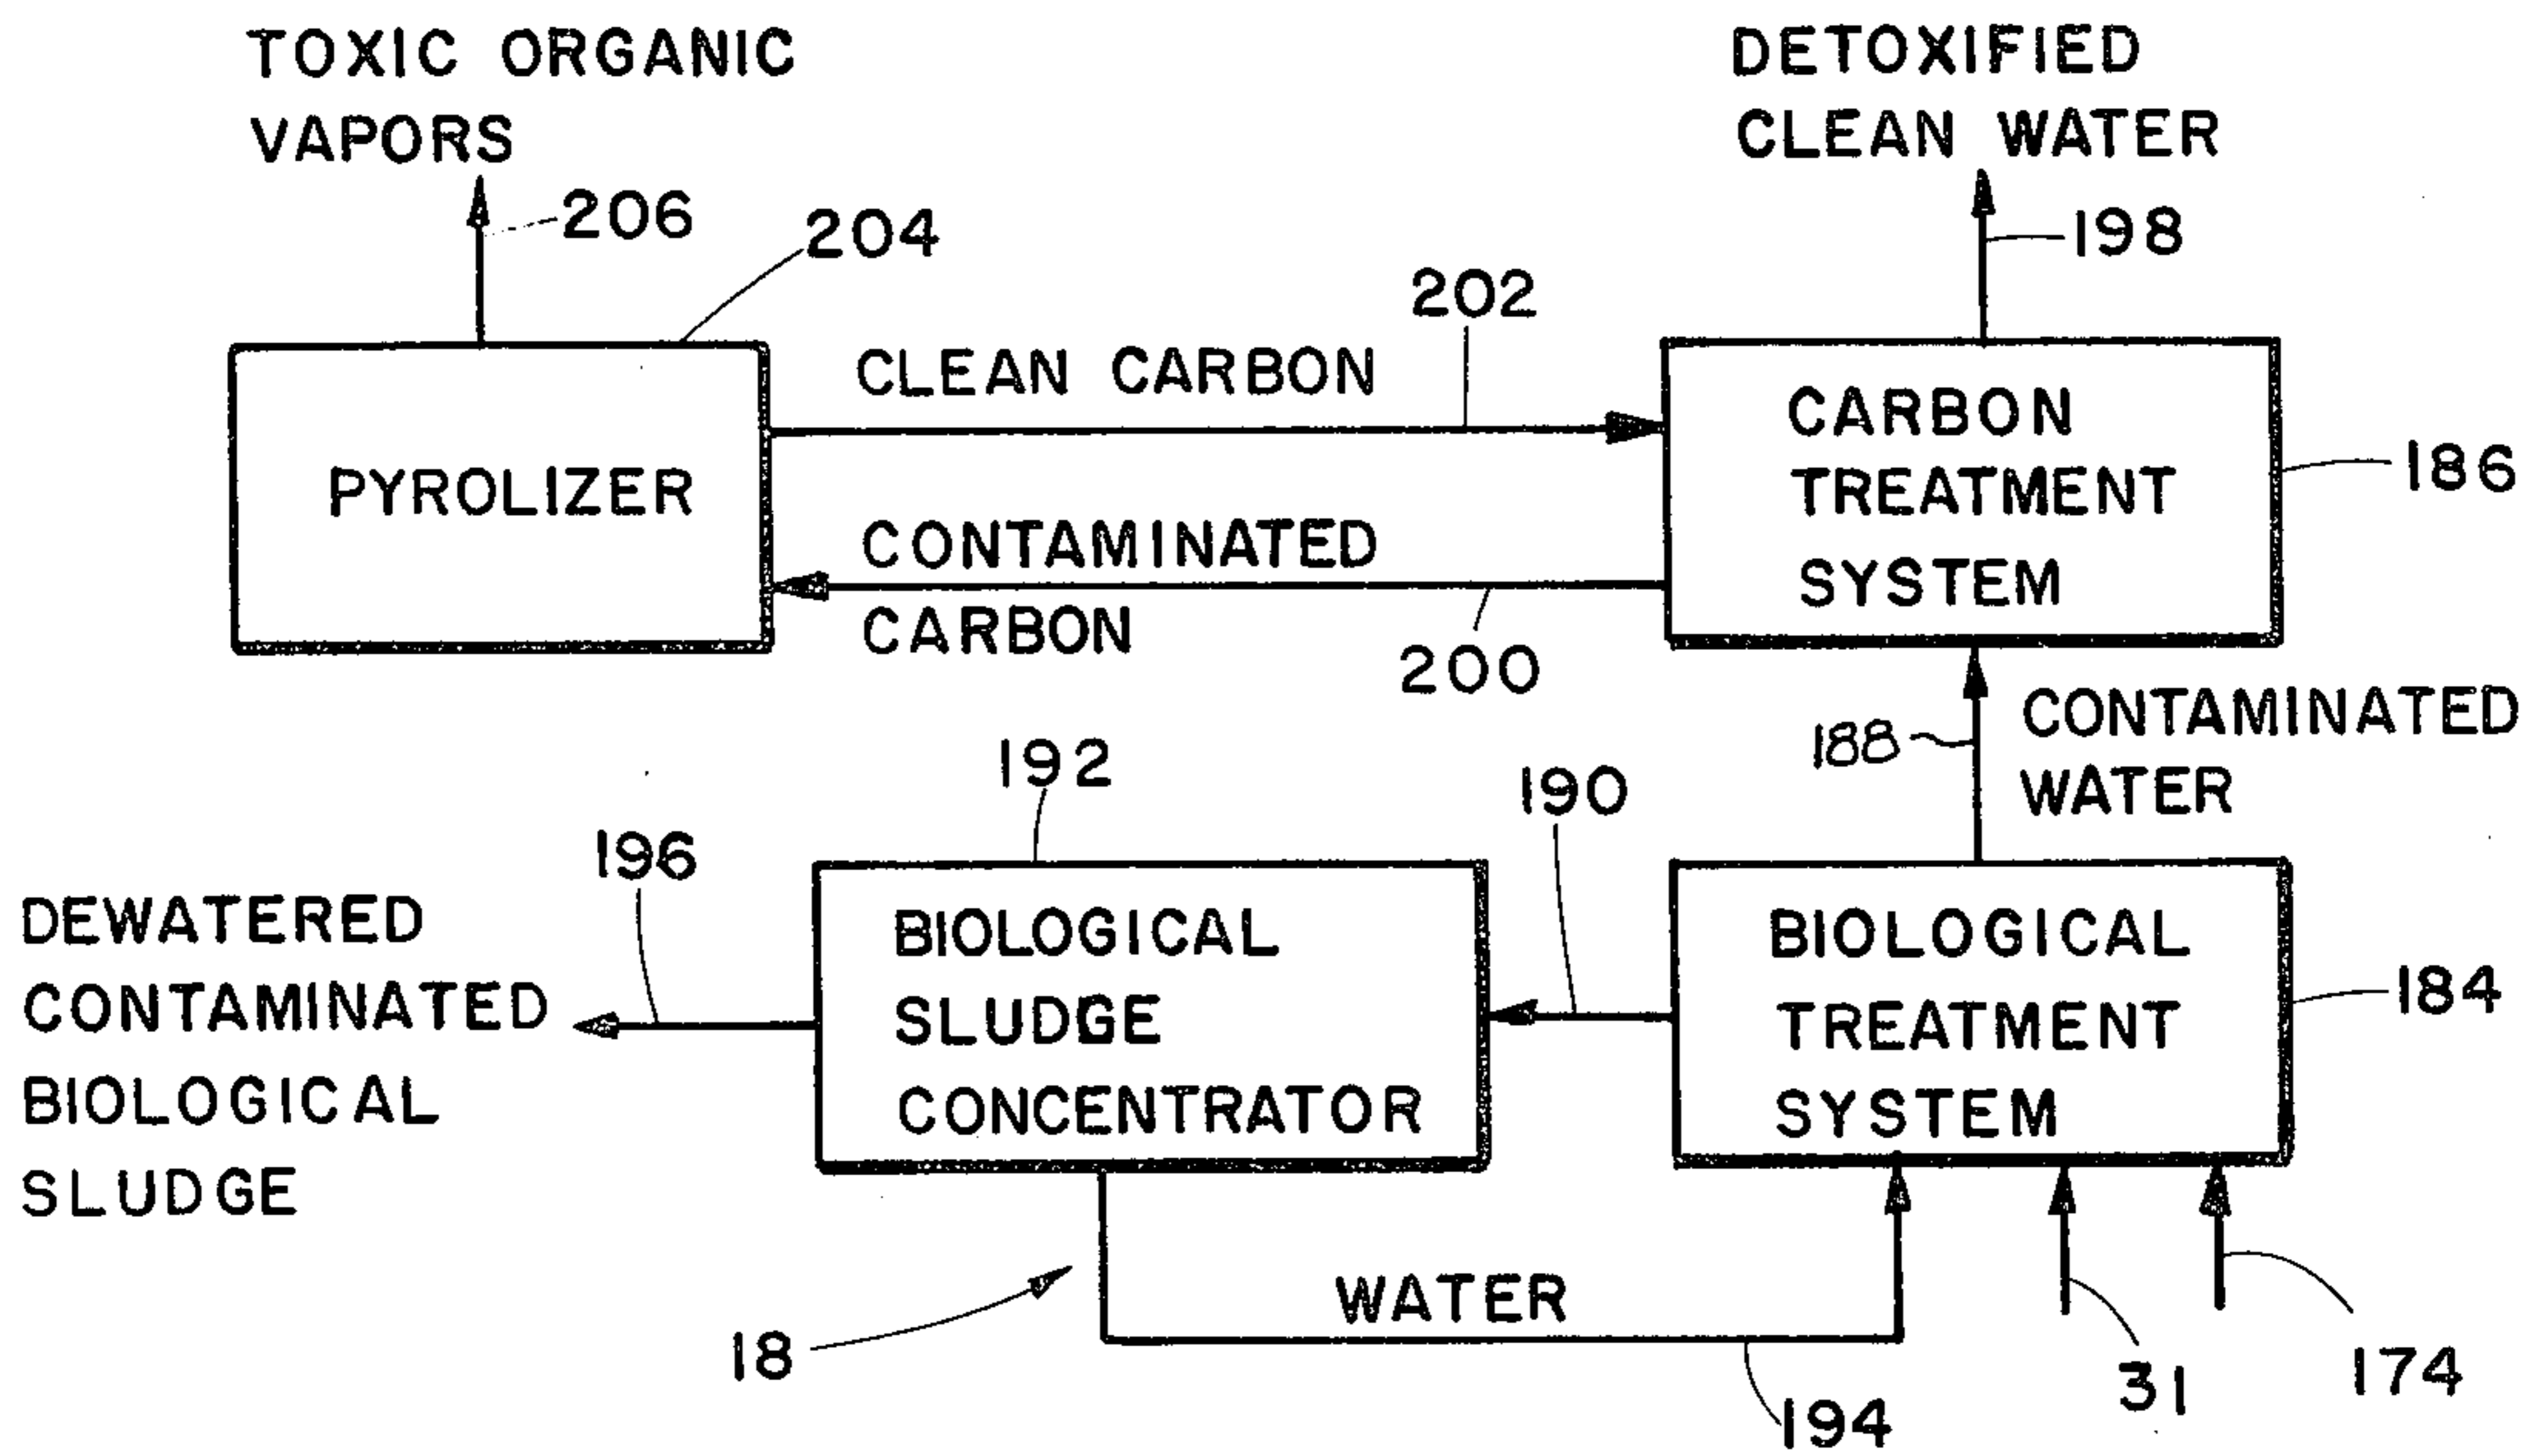 TOXIC ORGANIC
VAPORS
206
204
DETOXIFIED
CLEAN WATER
198
202
CLEAN CARBON
PYROLIZER
CONTAMINATED
CARBON
200
CARBON
TREATMENT
SYSTEM
186
188
CONTAMINATED
WATER
192
190
196
DEWATERED
CONTAMINATED
BIOLOGICAL
SLUDGE
BIOLOGICAL
SLUDGE
CONCENTRATOR
BIOLOGICAL
TREATMENT
SYSTEM
184
18
WATER
194
31
174